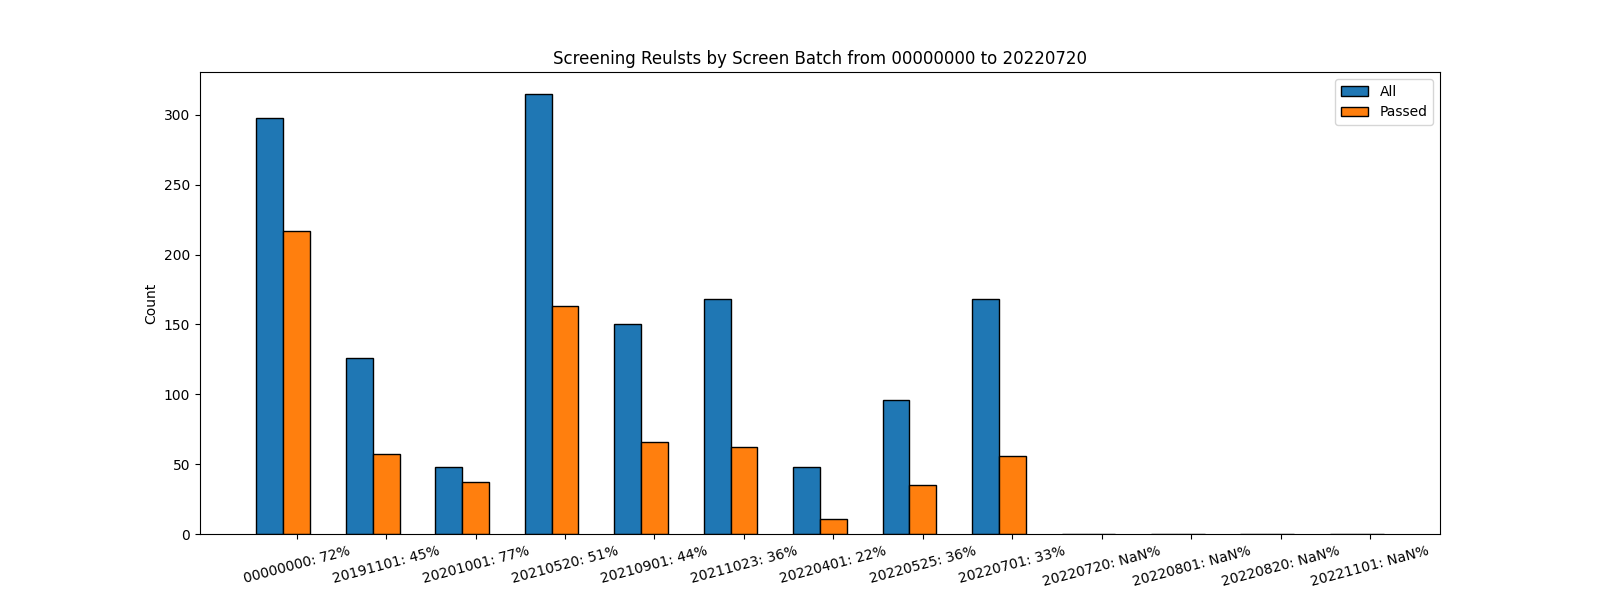 Screening Reulsts by Screen Batch from 00000000 to 20220720
All
Passed
Count
300
250
200
150
100
50
0
00000000: 72%
20191101: 45%
20201001: 77%
20210520: 51%
20210901: 44%
20211023: 36%
20220401: 22%
20220525: 36%
20220701: 33%
20220720: NaN%
20220801: NaN%
20220820: NaN%
20221101: NaN%